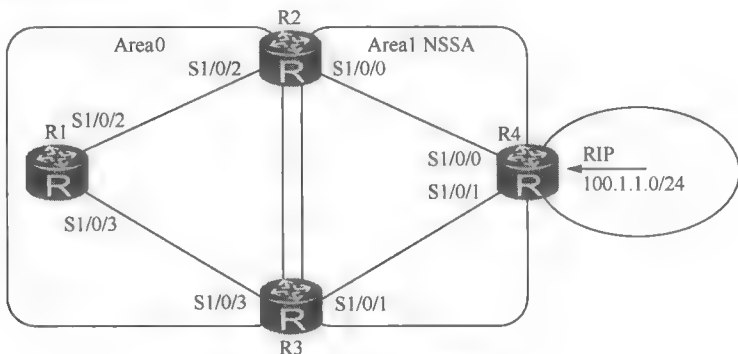 R2
Area0
Area1 NSSA
S1/0/2
S1/0/0
S1/0/2
R1
R4
S1/0/0
RIP
S1/0/1
100.1.1.0/24
S1/0/3
S1/0/3
S1/0/1
R3
R
R
R
R